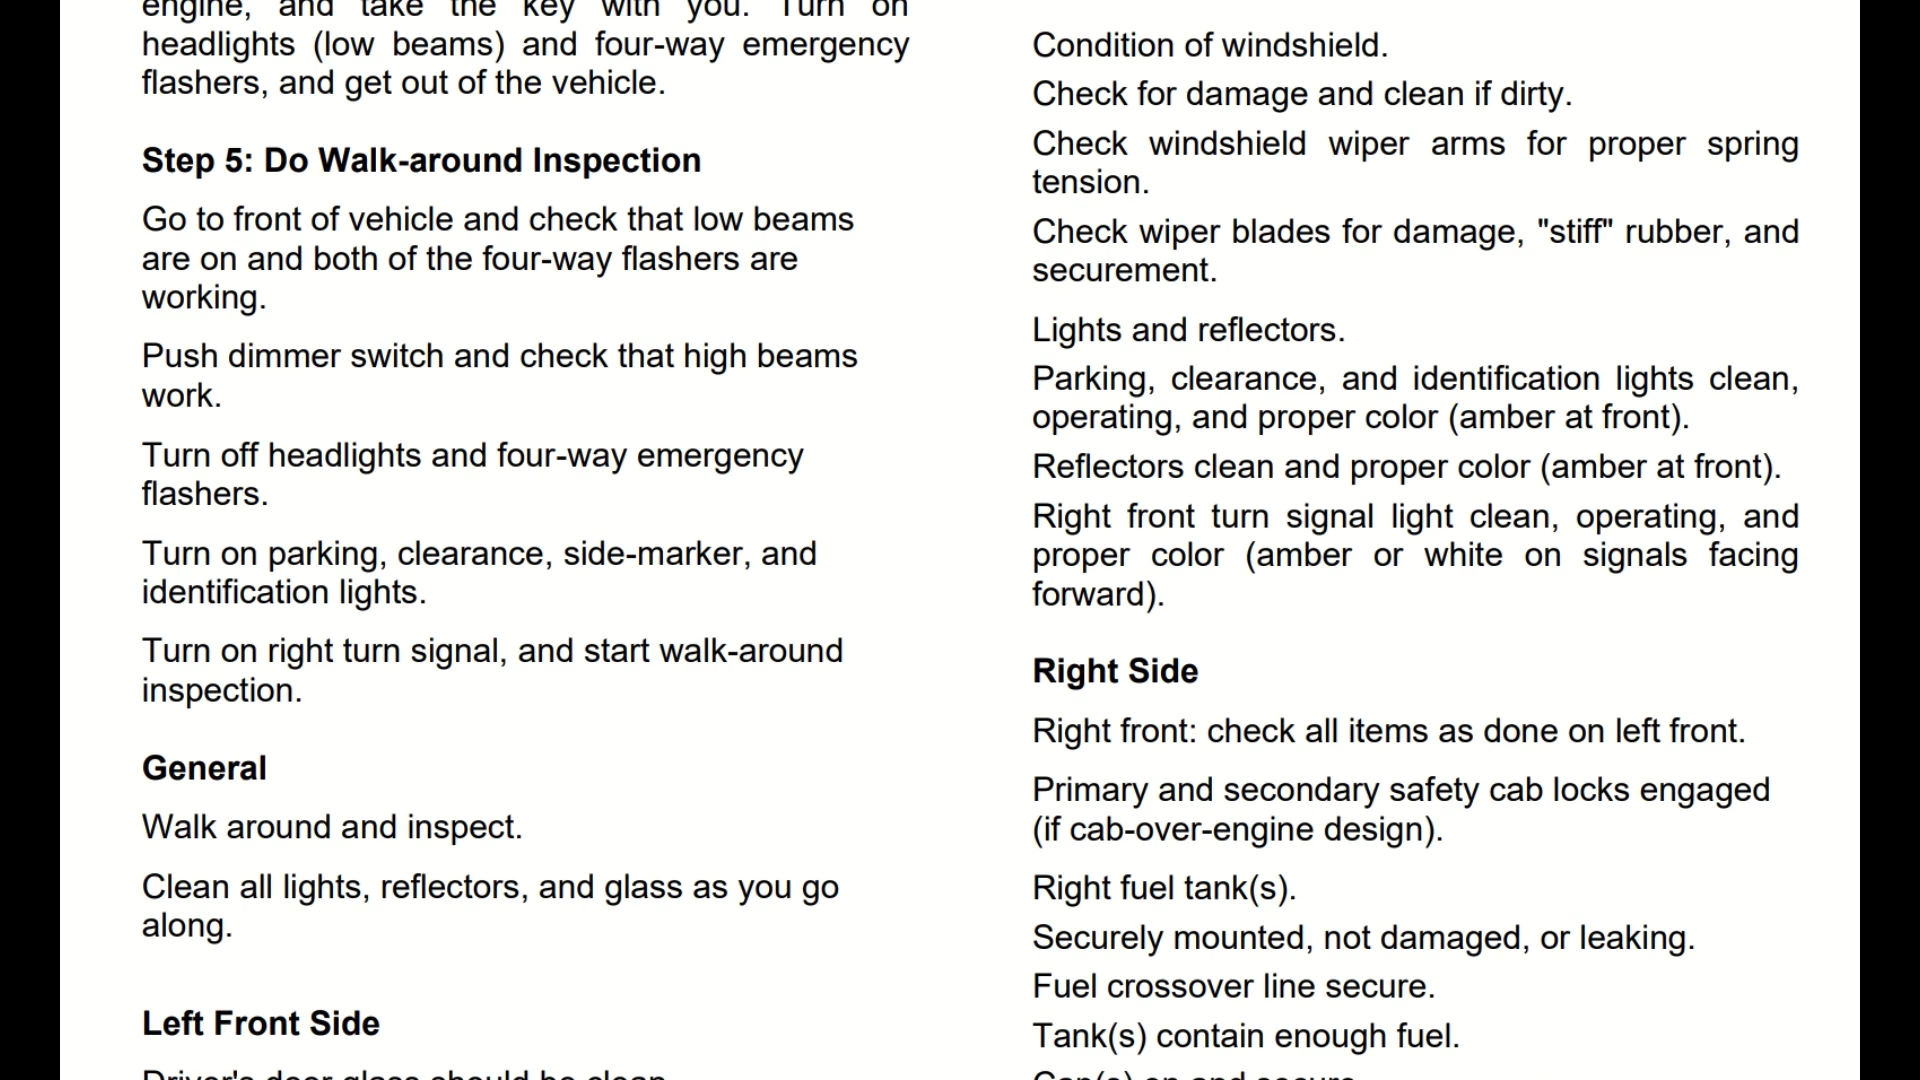 engine, and take the key with you. Turn on
headlights (low beams) and four-way emergency
flashers, and get out of the vehicle.
Step 5: Do Walk-around Inspection
Go to front of vehicle and check that low beams
are on and both of the four-way flashers are
working.
Push dimmer switch and check that high beams
work.
Turn off headlights and four-way emergency
flashers.
Turn on parking, clearance, side-marker, and
identification lights.
Turn on right turn signal, and start walk-around
inspection.
General
Walk around and inspect.
Clean all lights, reflectors, and glass as you go
along.
Left Front Side
Driver's door glass should be clean.
Condition of windshield.
Check for damage and clean if dirty.
Check windshield wiper arms for proper spring
tension.
Check wiper blades for damage, "stiff" rubber, and
securement.
Lights and reflectors.
Parking, clearance, and identification lights clean,
operating, and proper color (amber at front).
Reflectors clean and proper color (amber at front).
Right front turn signal light clean, operating, and
proper color (amber or white on signals facing
forward).
Right Side
Right front: check all items as done on left front.
Primary and secondary safety cab locks engaged
(if cab-over-engine design).
Right fuel tank(s).
Securely mounted, not damaged, or leaking.
Fuel crossover line secure.
Tank(s) contain enough fuel.
Cap(s) on and secure.